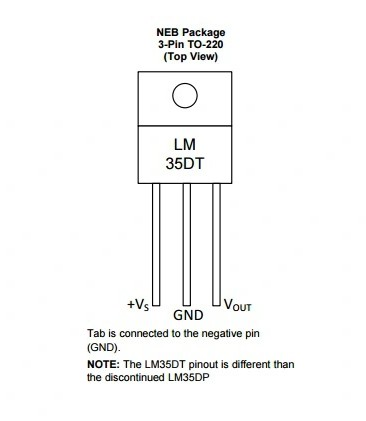 NEB Package
3-Pin TO-220
(Top View)
LM
35DT
+VS
GND
VOUT
Tab is connected to the negative pin
(GND).
NOTE: The LM35DT pinout is different than
the discontinued LM35DP